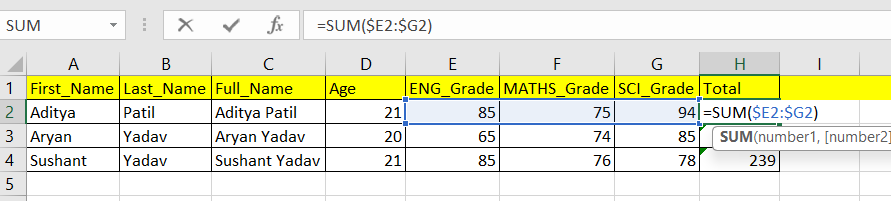 SUM fx =SUM($E2:$G2)
A B C D E F G H I
1 First_Name Last_Name Full_Name Age ENG_Grade MATHS_Grade SCI_Grade Total
2 Aditya Patil Aditya Patil 21 85 75 94 =SUM($E2:$G2)
3 Aryan Yadav Aryan Yadav 20 65 74 85
SUM(number1, [number2]
4 Sushant Yadav Sushant Yadav 21 85 76 78 239
5